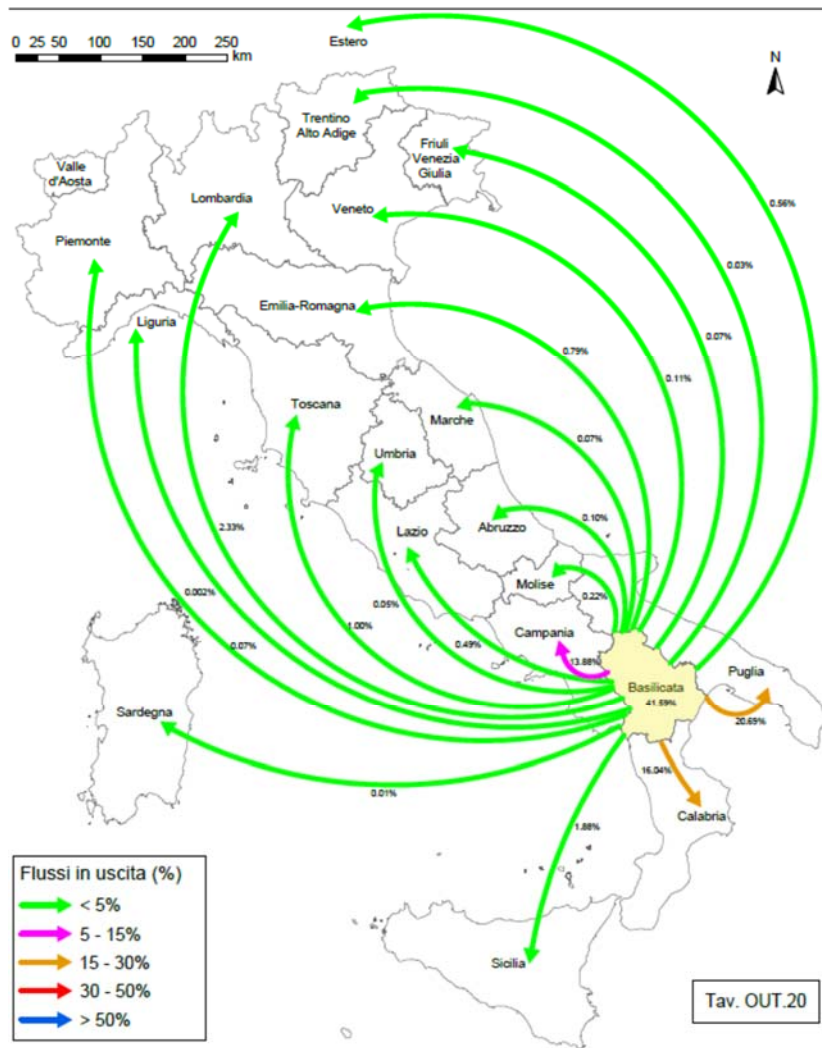 Estero
0 25 50 100 150 200 250
km
N
Trentino
Alto Adige
Friuli
Venezia
Giulia
Valle
d'Aosta
Lombardia
Veneto
0.56%
Piemonte
0.03%
Emilia-Romagna
Liguria
0.07%
0.79%
0.11%
Toscana
Marche
0.07%
Umbria
2.33%
Lazio
Abruzzo
0.10%
Molise
0.002%
0.05%
0.22%
1.00%
Campania
0.07%
0.49%
13.88%
Puglia
Basilicata
41.59%
Sardegna
20.69%
16.04%
0.01%
Calabria
1.88%
Flussi in uscita (%)
< 5%
5 - 15%
15 - 30%
30 - 50%
> 50%
Sicilia
Tav. OUT.20